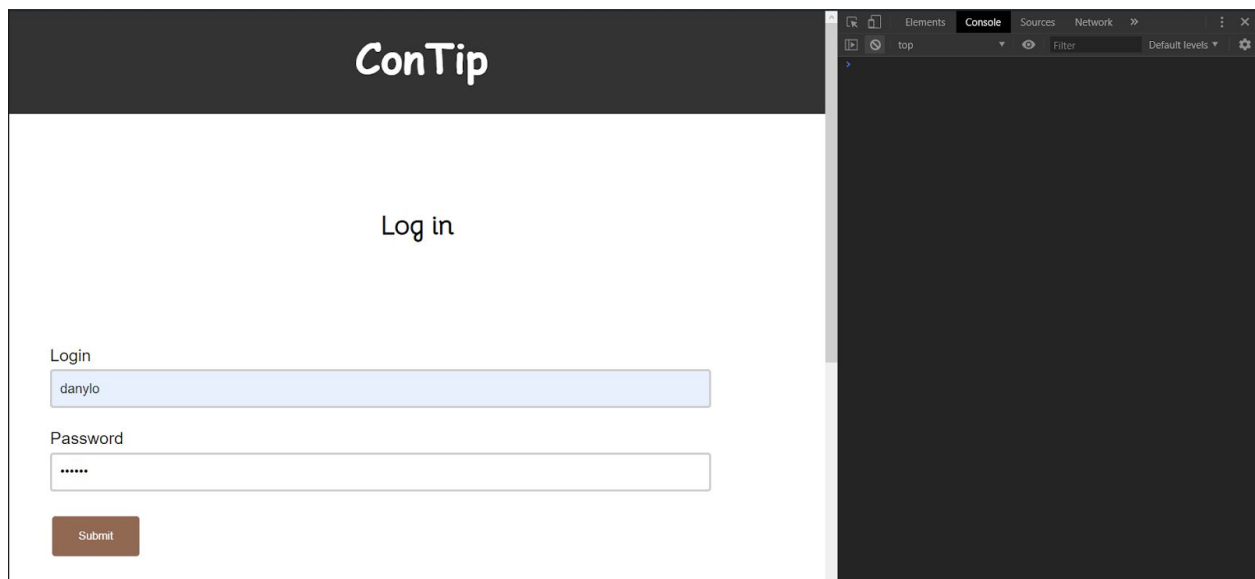 ConTip
Log in
Login
danylo
Password
••••••
Submit
Elements Console Sources Network »
top Filter Default levels